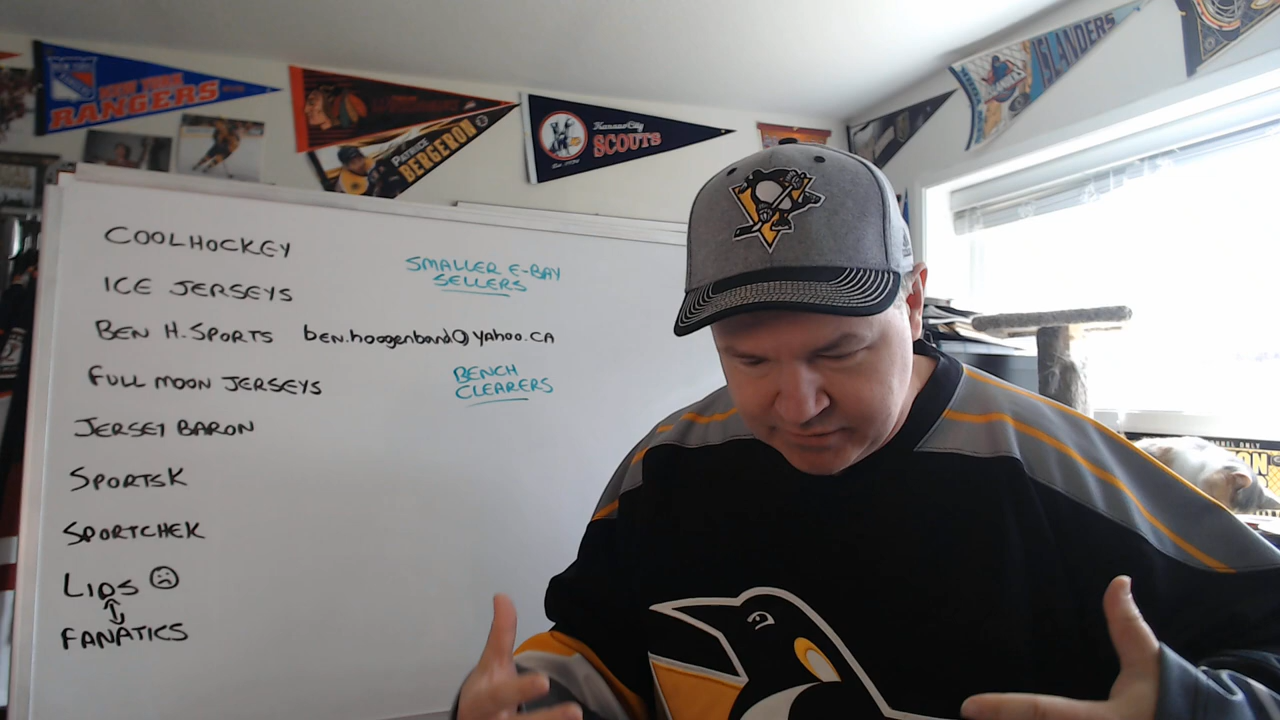 NEW YORK
RANGERS
PATRICE
BERGERON
Kansas City
SCOUTS
ISLANDERS
COOLHOCKEY
ICE JERSEYS
BEN H. SPORTS ben.hoogenband@yahoo.CA
FULL MOON JERSEYS
JERSEY BARON
SPORTSK
SPORTCHEK
LIDS
FANATICS
SMALLER E-BAY
SELLERS
BENCH
CLEARERS